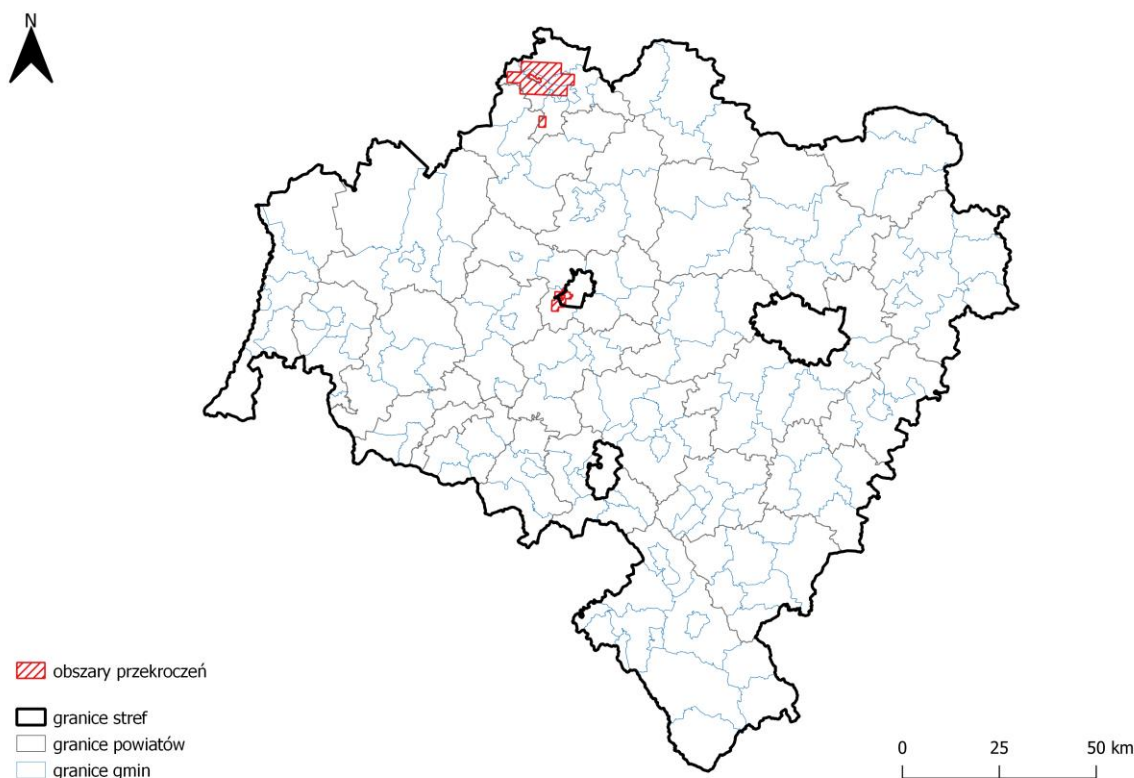 N
obszary przekroczeń
granice stref
granice powiatów
granice gmin
0 25 50 km